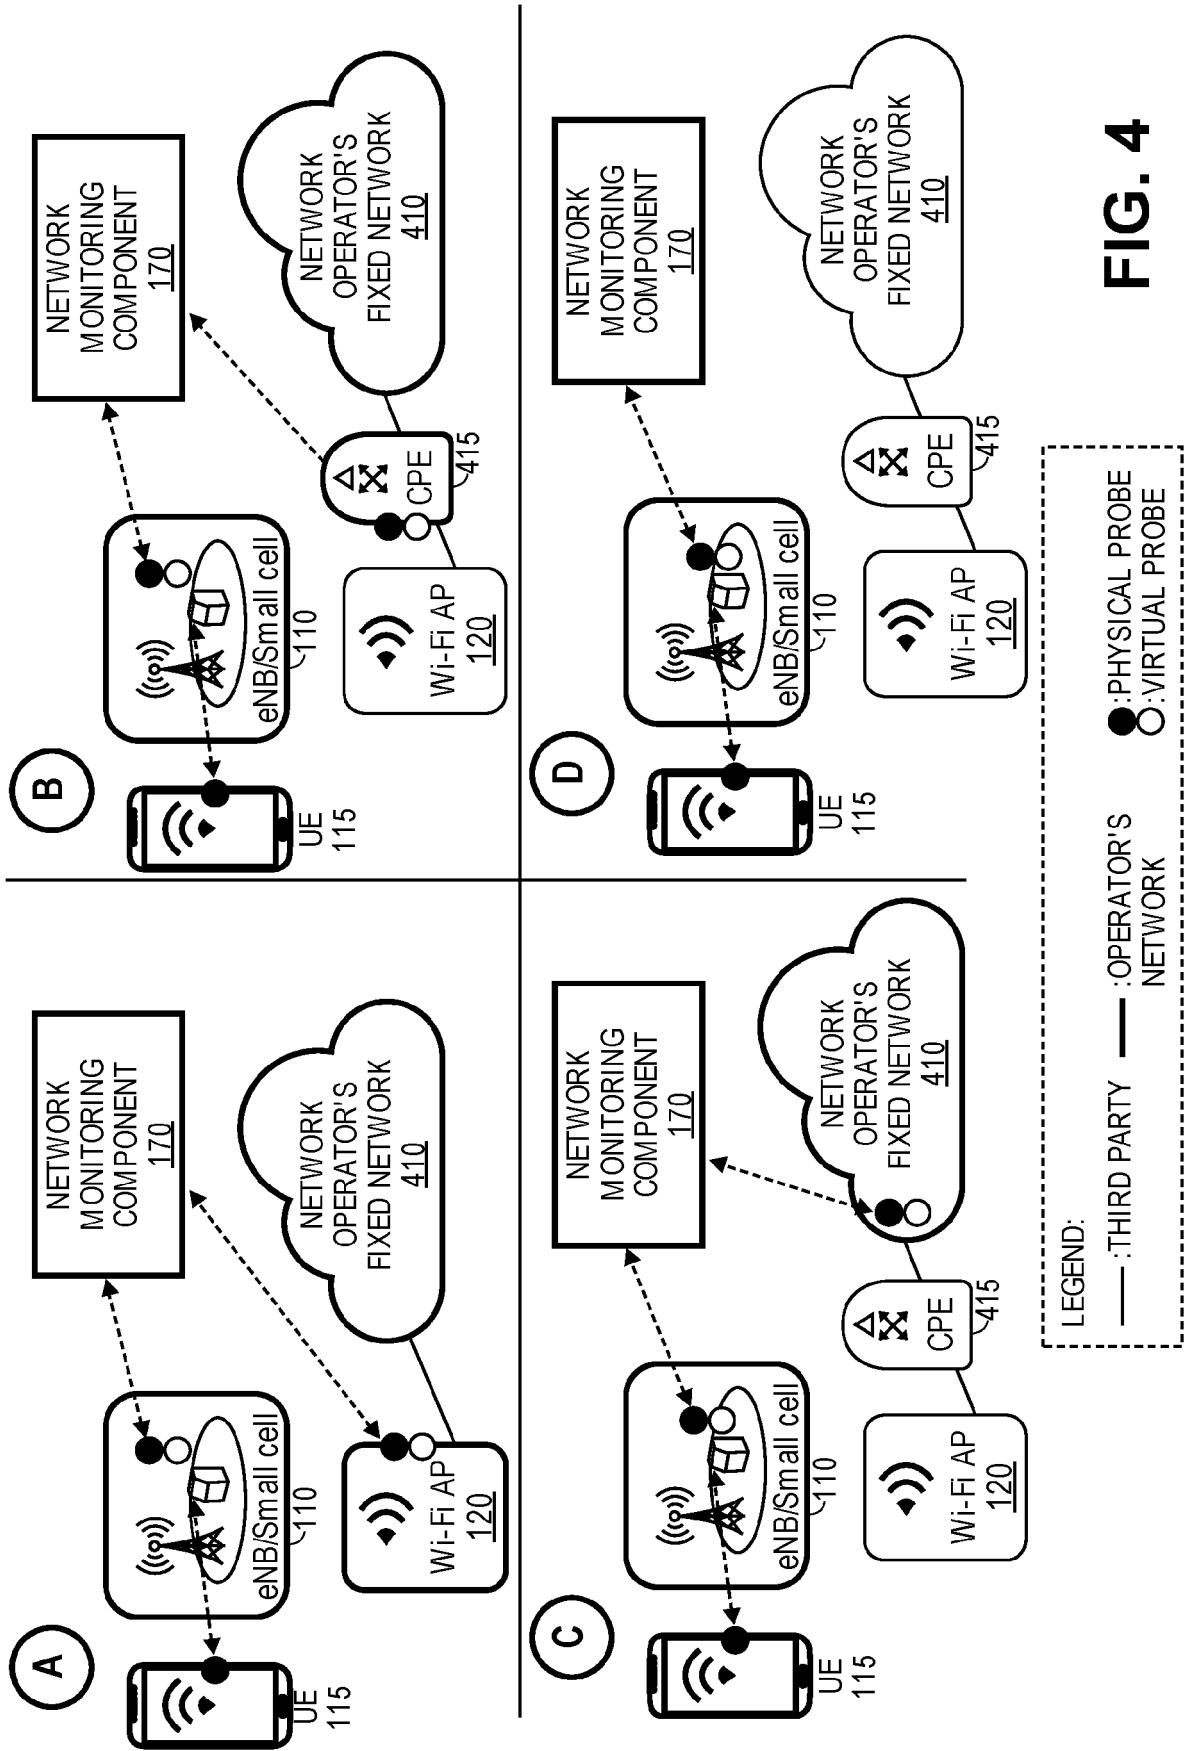 A
NETWORK
MONITORING
COMPONENT
170
eNB/Small cell
110
UE
115
Wi-Fi AP
120
NETWORK
OPERATOR'S
FIXED NETWORK
410
B
NETWORK
MONITORING
COMPONENT
170
eNB/Small cell
110
UE
115
Wi-Fi AP
120
CPE
415
NETWORK
OPERATOR'S
FIXED NETWORK
410
C
NETWORK
MONITORING
COMPONENT
170
eNB/Small cell
110
UE
115
Wi-Fi AP
120
CPE
415
NETWORK
OPERATOR'S
FIXED NETWORK
410
D
NETWORK
MONITORING
COMPONENT
170
eNB/Small cell
110
UE
115
Wi-Fi AP
120
CPE
415
NETWORK
OPERATOR'S
FIXED NETWORK
410
LEGEND:
:THIRD PARTY
:OPERATOR'S
NETWORK
:PHYSICAL PROBE
:VIRTUAL PROBE
FIG. 4